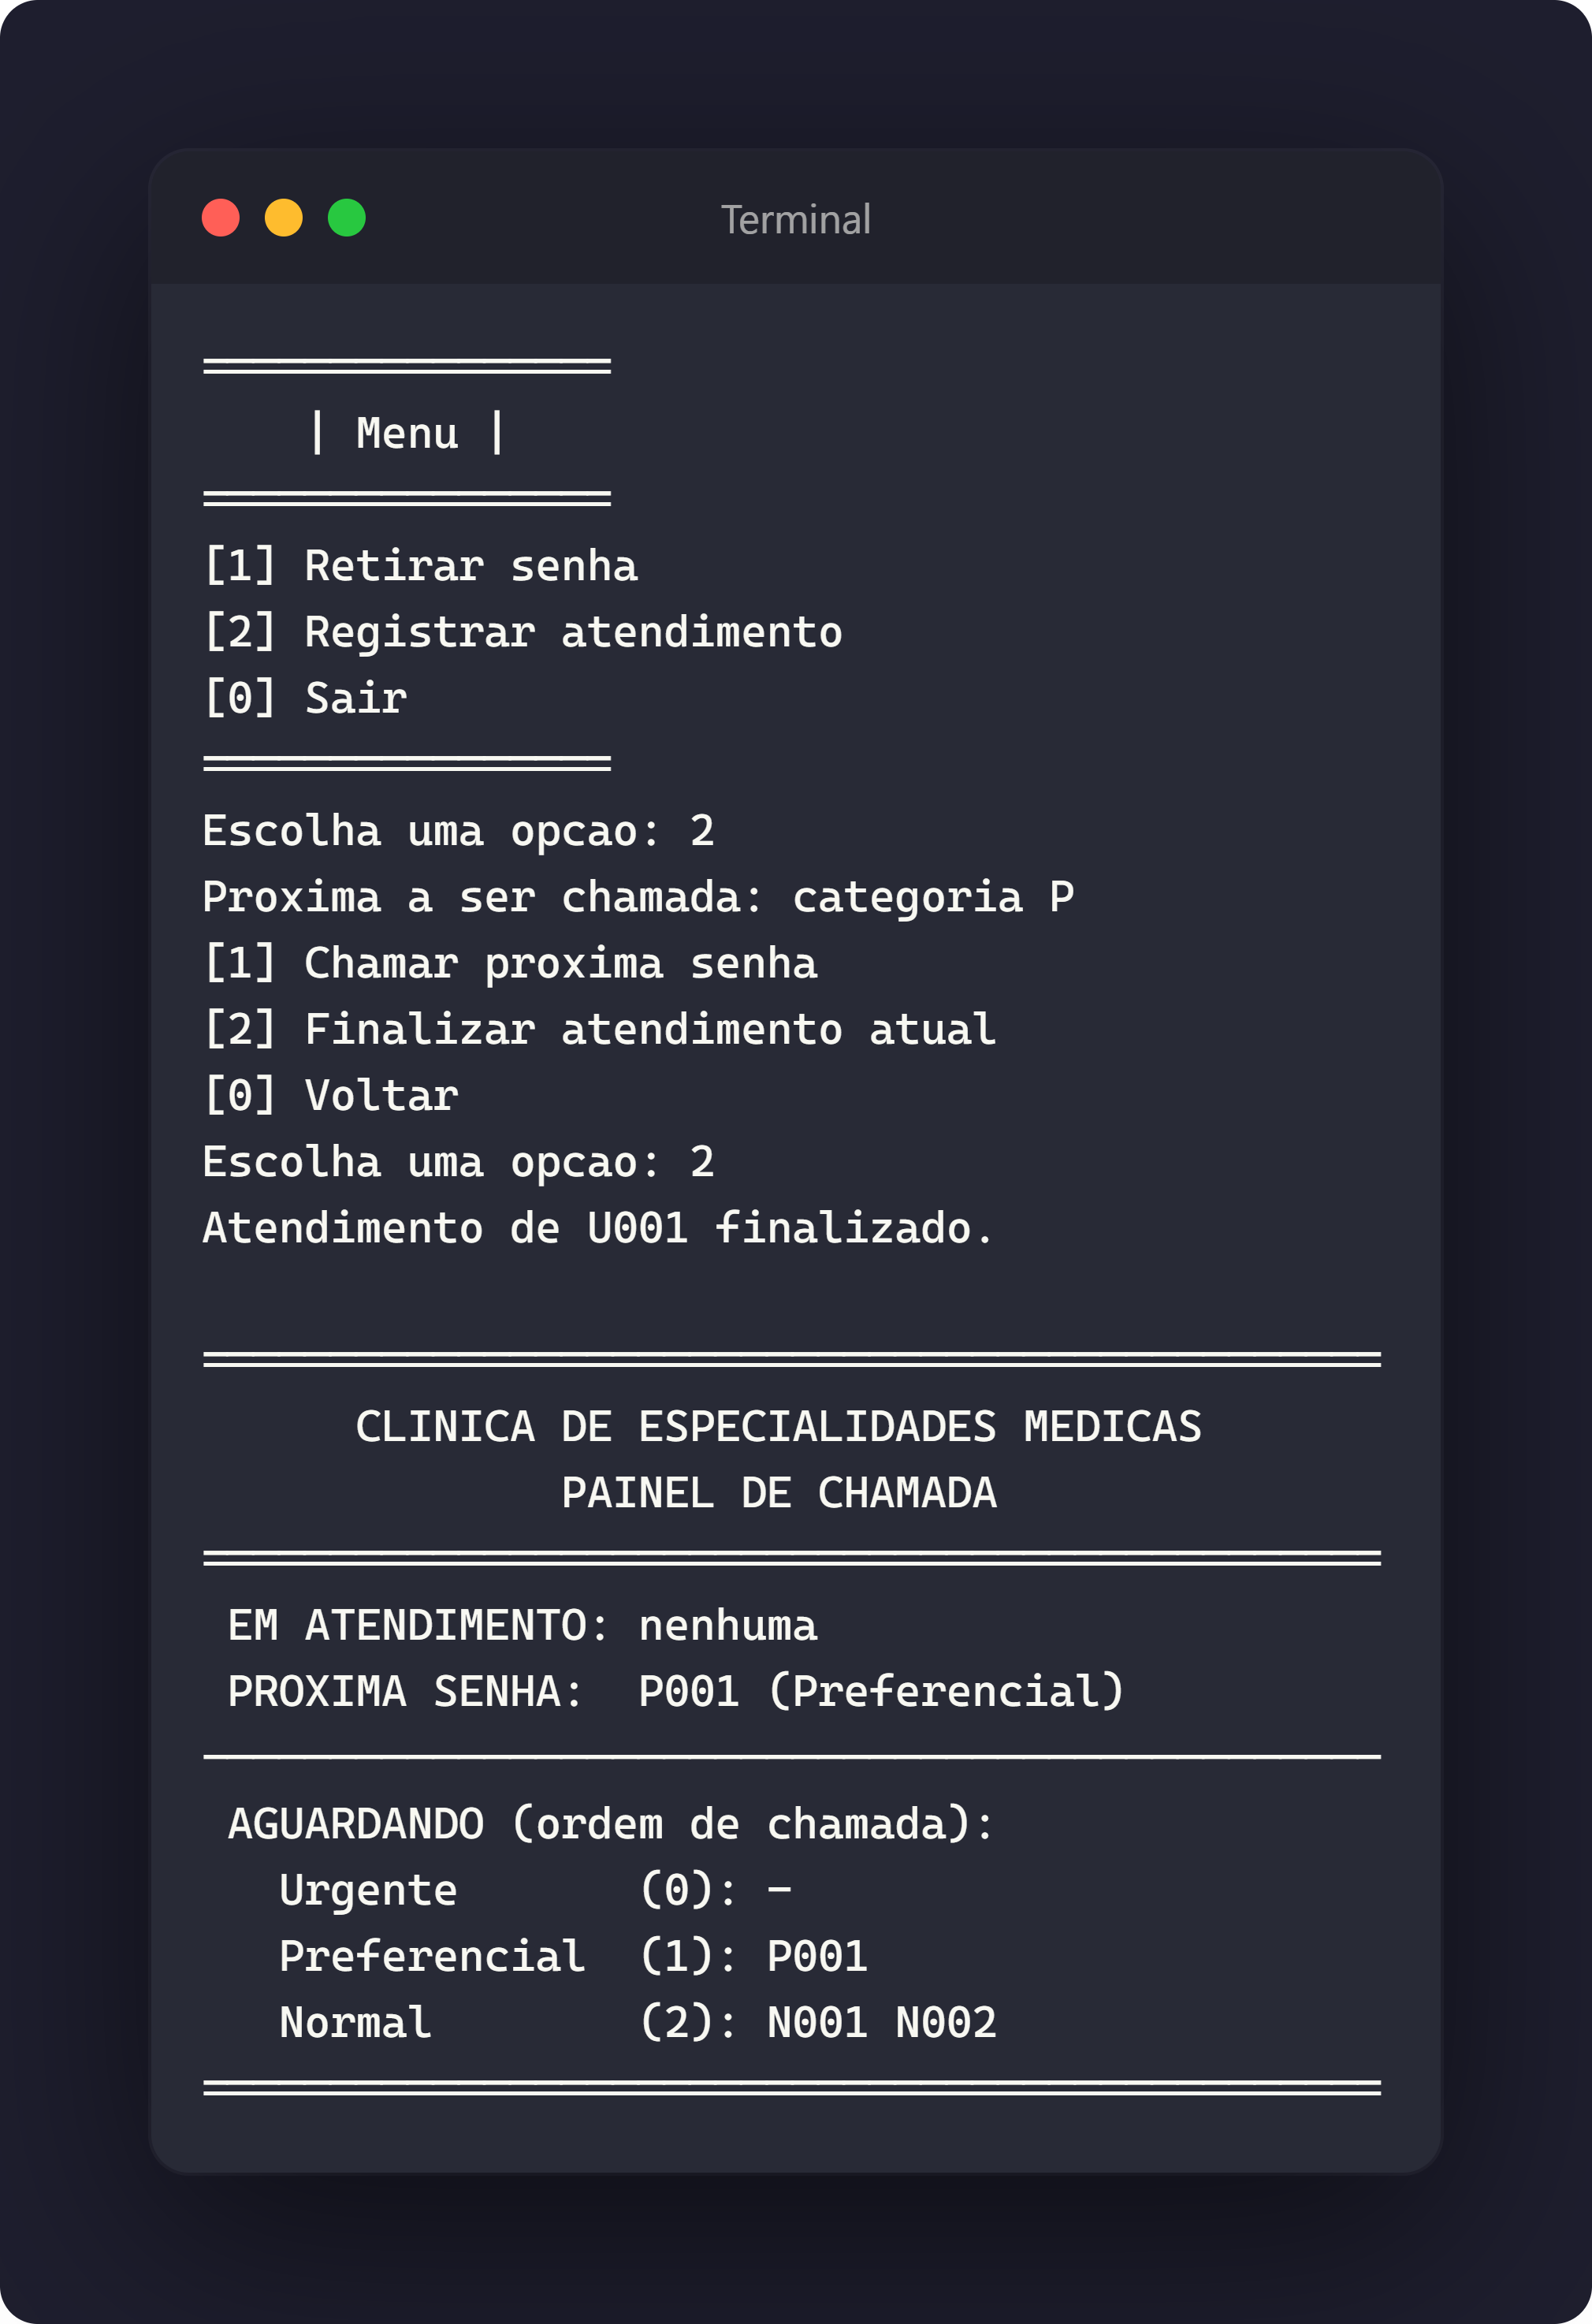 Terminal
════════════════
    | Menu |
════════════════
[1] Retirar senha
[2] Registrar atendimento
[0] Sair
════════════════
Escolha uma opcao: 2
Proxima a ser chamada: categoria P
[1] Chamar proxima senha
[2] Finalizar atendimento atual
[0] Voltar
Escolha uma opcao: 2
Atendimento de U001 finalizado.

══════════════════════════════════════════════
      CLINICA DE ESPECIALIDADES MEDICAS
              PAINEL DE CHAMADA
══════════════════════════════════════════════
 EM ATENDIMENTO: nenhuma
 PROXIMA SENHA:  P001 (Preferencial)
──────────────────────────────────────────────
 AGUARDANDO (ordem de chamada):
   Urgente       (0): -
   Preferencial  (1): P001
   Normal        (2): N001 N002
══════════════════════════════════════════════